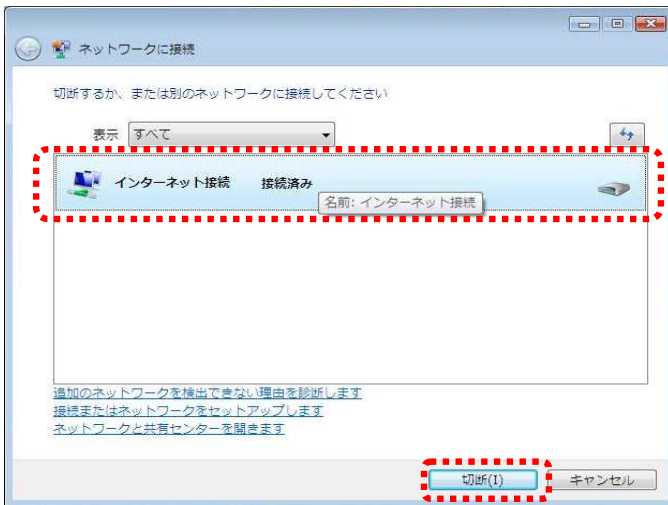 ネットワークに接続
切断するか、または別のネットワークに接続してください
表示 すべて
インターネット接続 接続済み
名前: インターネット接続
追加のネットワークを検出できない理由を診断します
接続またはネットワークをセットアップします
ネットワークと共有センターを開きます
切断(I) キャンセル